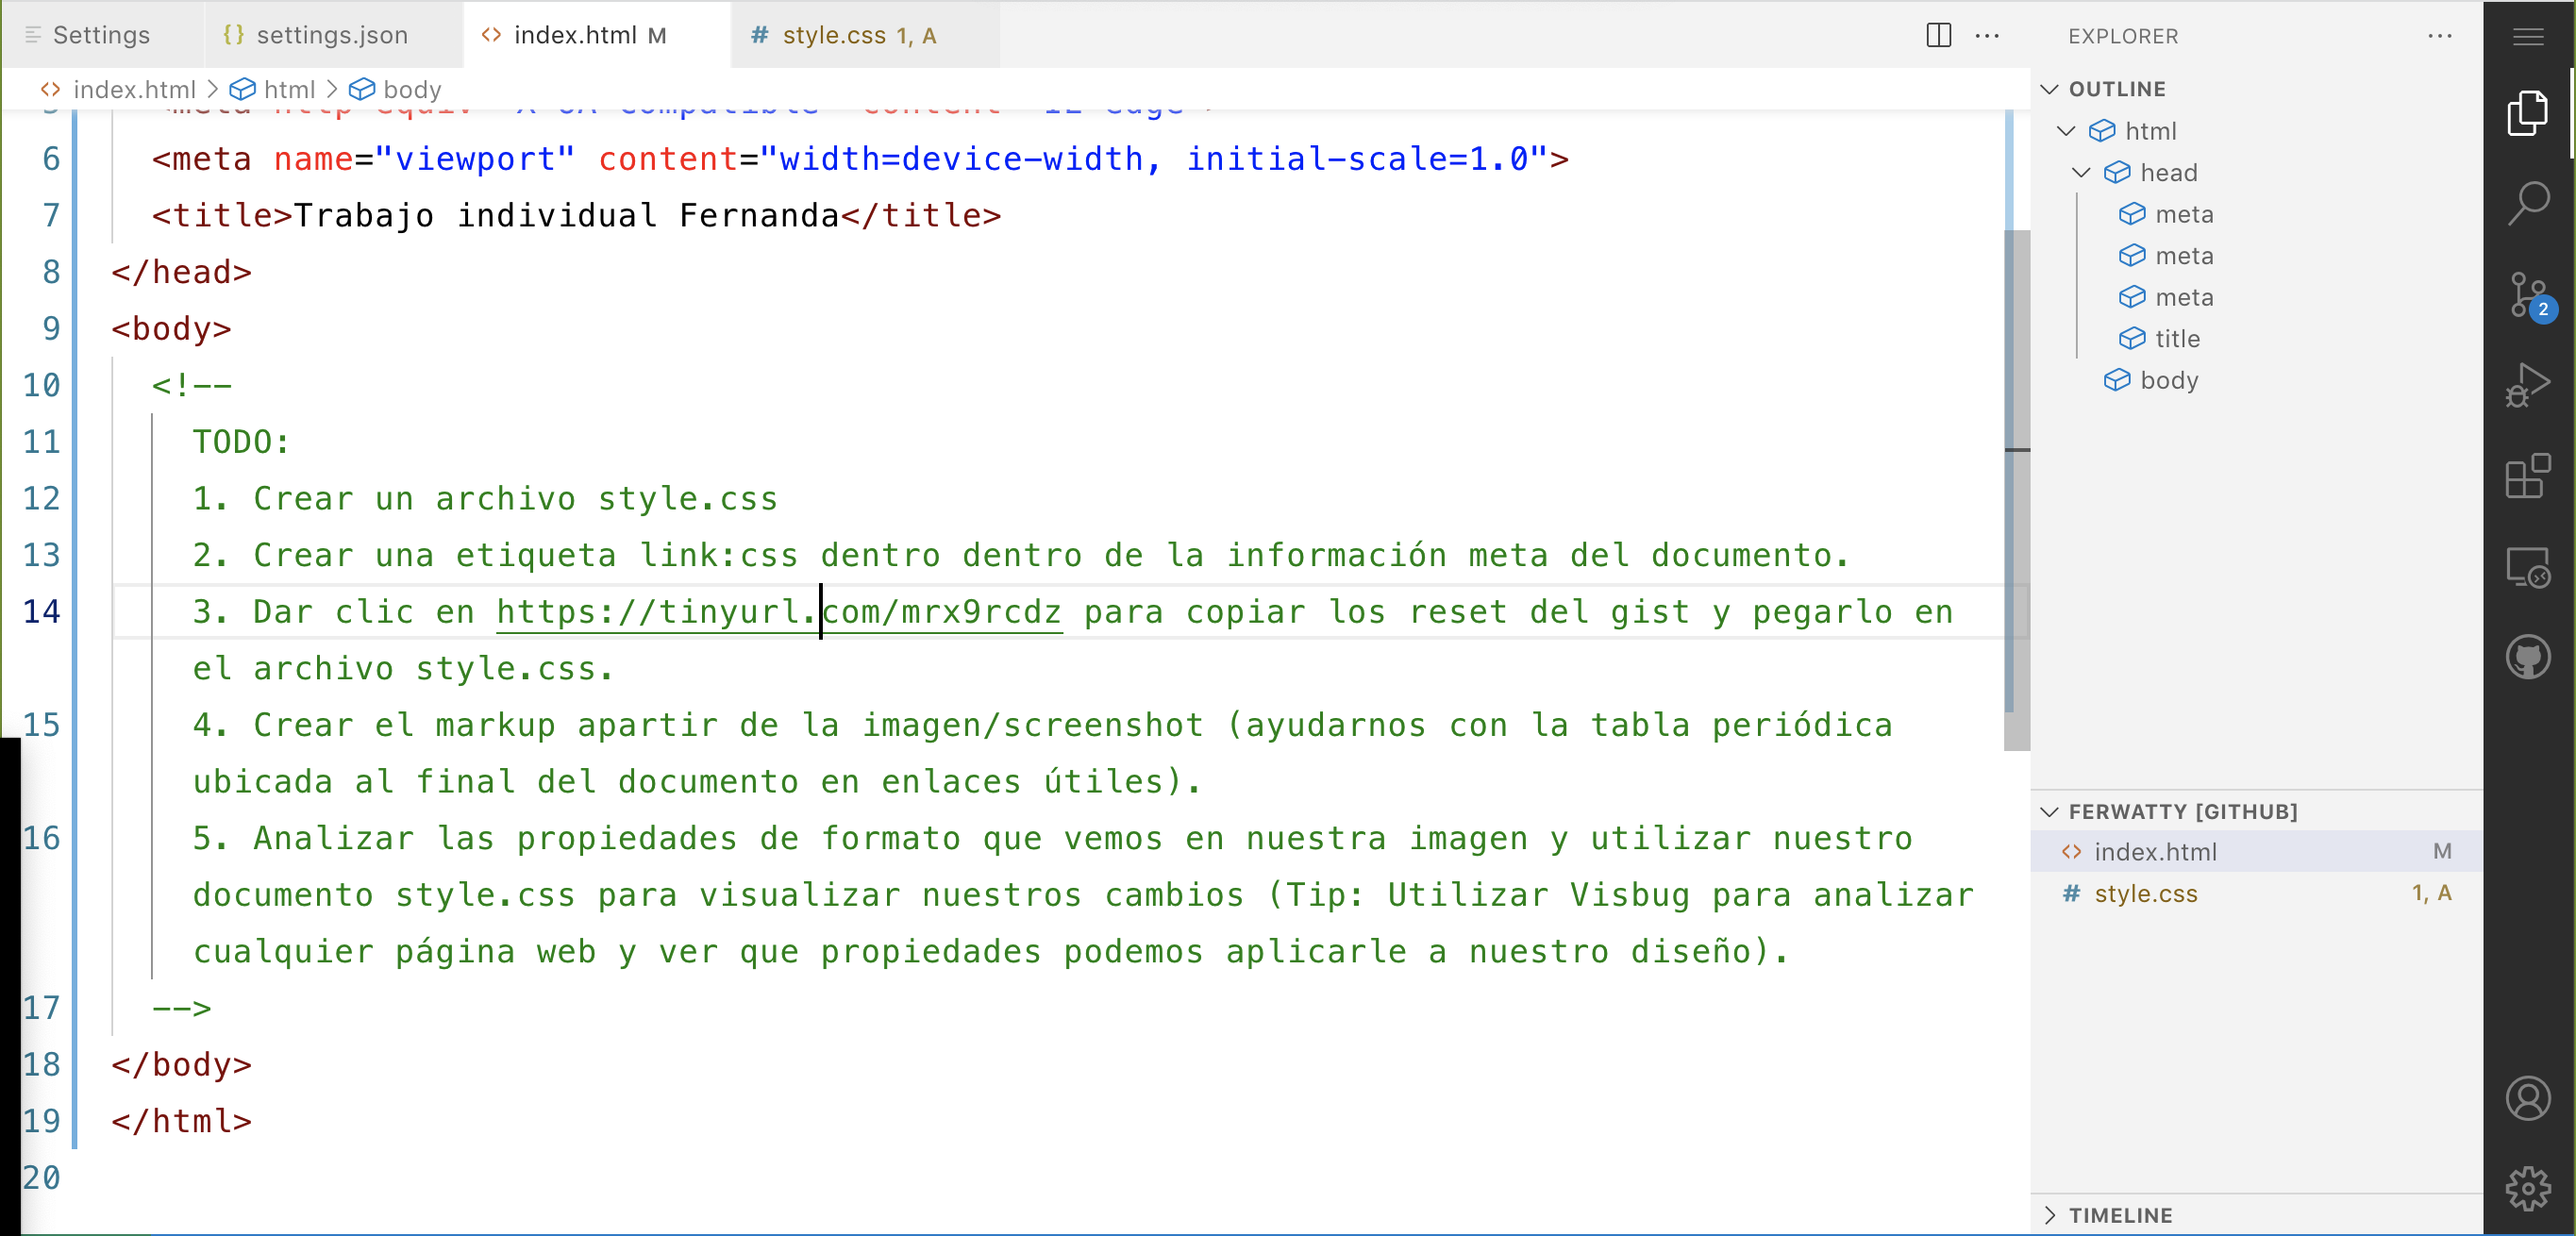 Settings
settings.json
index.html M
style.css 1, A
index.html > html > body
6 <meta name="viewport" content="width=device-width, initial-scale=1.0">
7 <title>Trabajo individual Fernanda</title>
8 </head>
9 <body>
10 <!--
11 TODO:
12 1. Crear un archivo style.css
13 2. Crear una etiqueta link:css dentro dentro de la información meta del documento.
14 3. Dar clic en https://tinyurl.com/mrx9rcdz para copiar los reset del gist y pegarlo en
el archivo style.css.
15 4. Crear el markup apartir de la imagen/screenshot (ayudarnos con la tabla periódica
ubicada al final del documento en enlaces útiles).
16 5. Analizar las propiedades de formato que vemos en nuestra imagen y utilizar nuestro
documento style.css para visualizar nuestros cambios (Tip: Utilizar Visbug para analizar
cualquier página web y ver que propiedades podemos aplicarle a nuestro diseño).
17 -->
18 </body>
19 </html>
20
EXPLORER
OUTLINE
html
head
meta
meta
meta
title
body
FERWATTY [GITHUB]
index.html M
style.css 1, A
TIMELINE
2